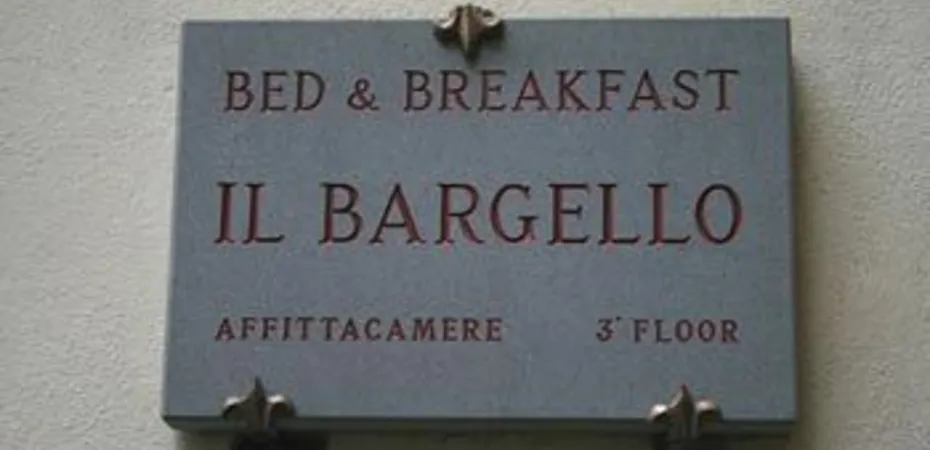 BED & BREAKFAST
IL BARGELLO
AFFITTACAMERE 3° FLOOR